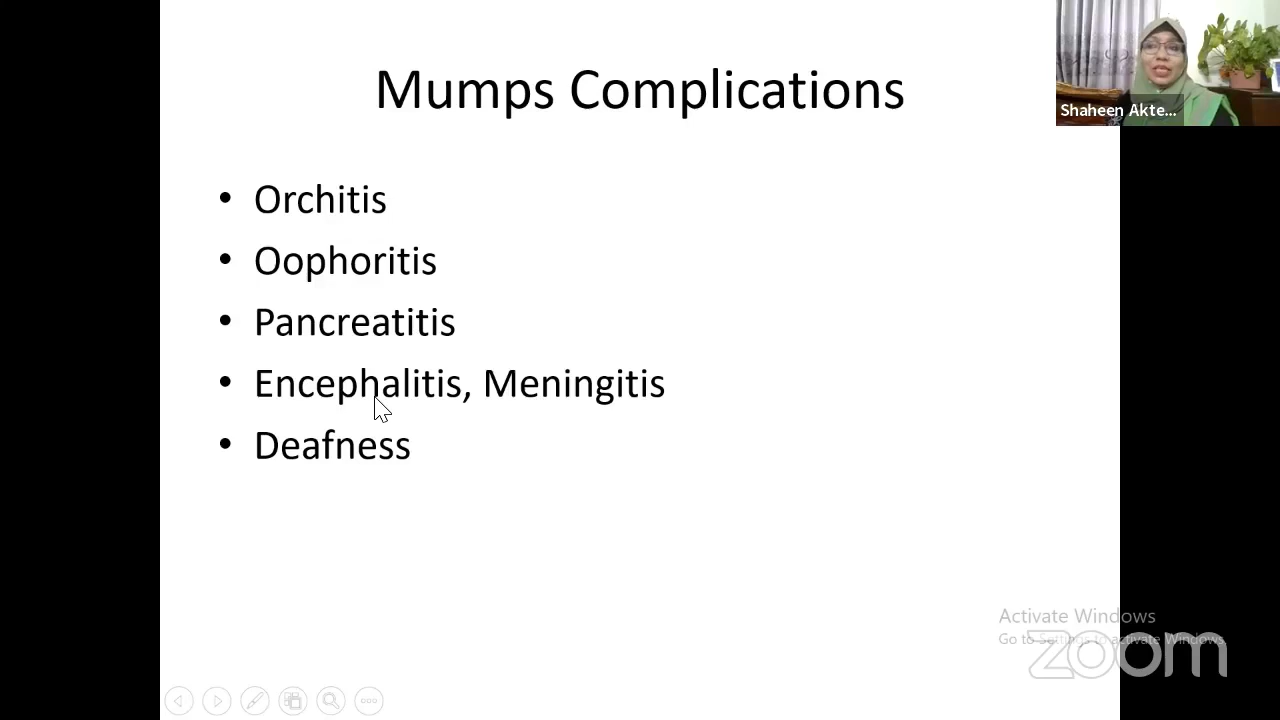 Mumps Complications
Shaheen Akte...
• Orchitis
• Oophoritis
• Pancreatitis
• Encephalitis, Meningitis
• Deafness
Activate Windows
Go to Settings to activate Windows.
zoom